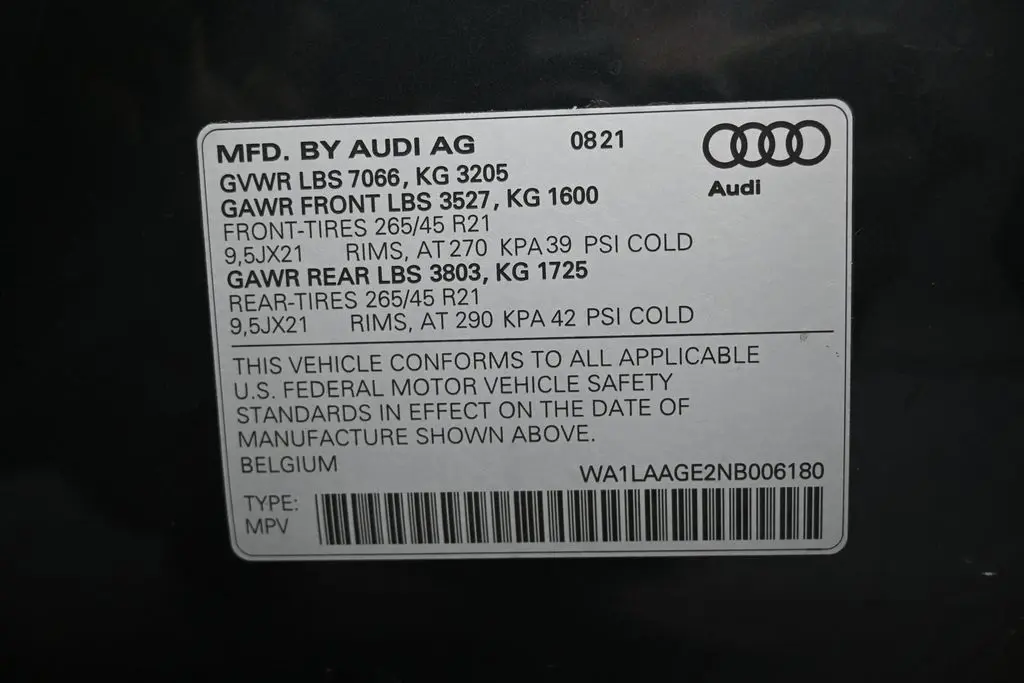 MFD. BY AUDI AG 08 21
Audi
GVWR LBS 7066, KG 3205
GAWR FRONT LBS 3527, KG 1600
FRONT-TIRES 265/45 R21
9,5JX21 RIMS, AT 270 KPA 39 PSI COLD
GAWR REAR LBS 3803, KG 1725
REAR-TIRES 265/45 R21
9,5JX21 RIMS, AT 290 KPA 42 PSI COLD
THIS VEHICLE CONFORMS TO ALL APPLICABLE
U.S. FEDERAL MOTOR VEHICLE SAFETY
STANDARDS IN EFFECT ON THE DATE OF
MANUFACTURE SHOWN ABOVE.
BELGIUM
WA1LAAGE2NB006180
TYPE:
MPV